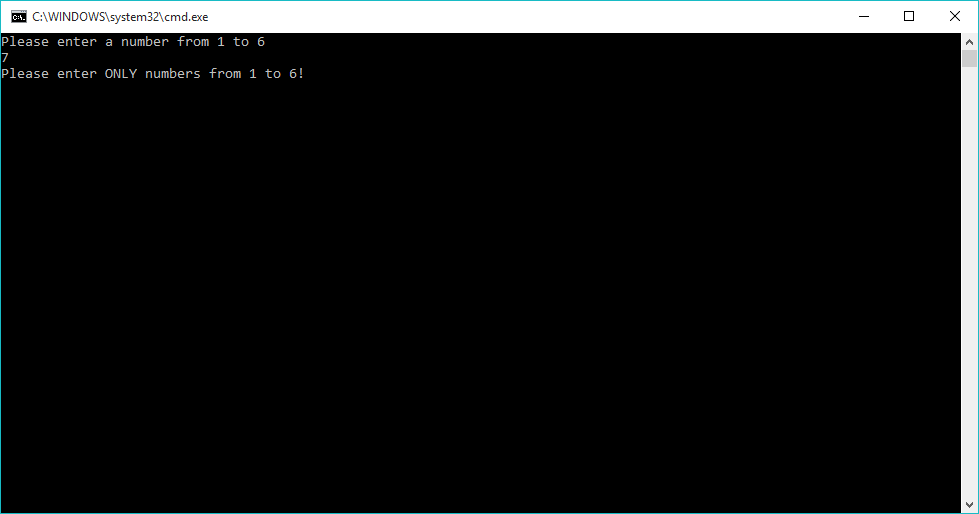 C:\WINDOWS\system32\cmd.exe
Please enter a number from 1 to 6
7
Please enter ONLY numbers from 1 to 6!